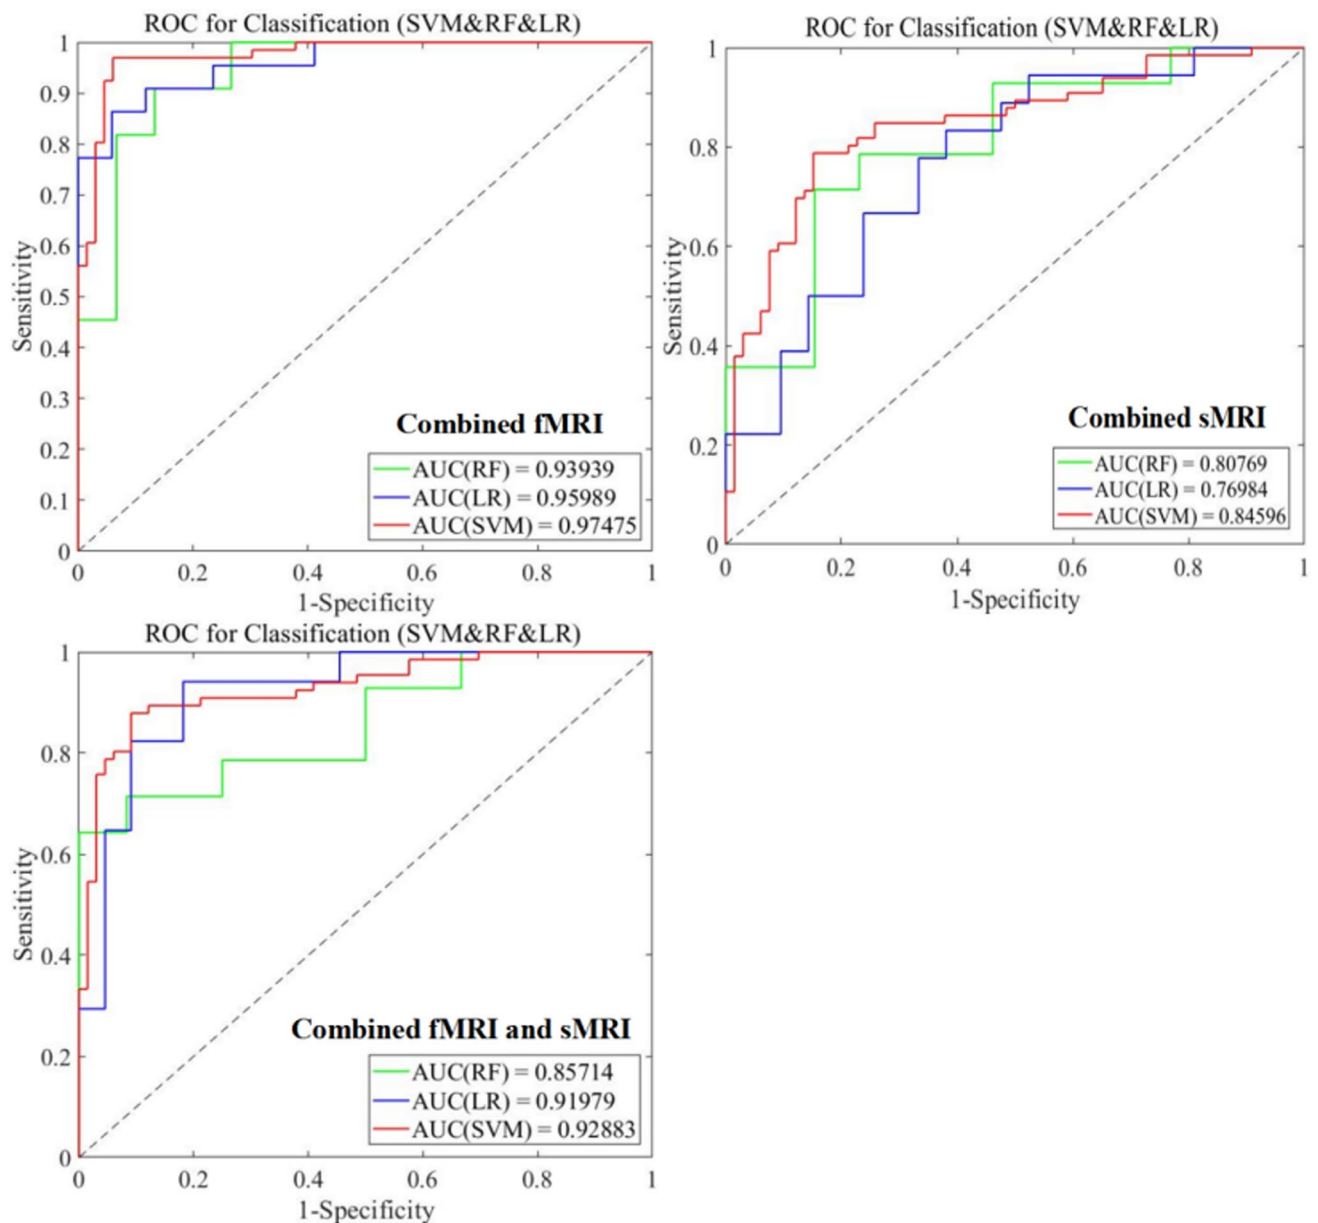 ROC for Classification (SVM&RF&LR)
1
0.9
0.8
0.7
0.6
0.5
0.4
0.3
0.2
0.1
0
Sensitivity
Combined fMRI
AUC(RF) = 0.93939
AUC(LR) = 0.95989
AUC(SVM) = 0.97475
0 0.2 0.4 0.6 0.8 1
1-Specificity
ROC for Classification (SVM&RF&LR)
1
0.8
0.6
0.4
0.2
0
Sensitivity
Combined sMRI
AUC(RF) = 0.80769
AUC(LR) = 0.76984
AUC(SVM) = 0.84596
0 0.2 0.4 0.6 0.8 1
1-Specificity
ROC for Classification (SVM&RF&LR)
1
0.8
0.6
0.4
0.2
0
Sensitivity
Combined fMRI and sMRI
AUC(RF) = 0.85714
AUC(LR) = 0.91979
AUC(SVM) = 0.92883
0 0.2 0.4 0.6 0.8 1
1-Specificity